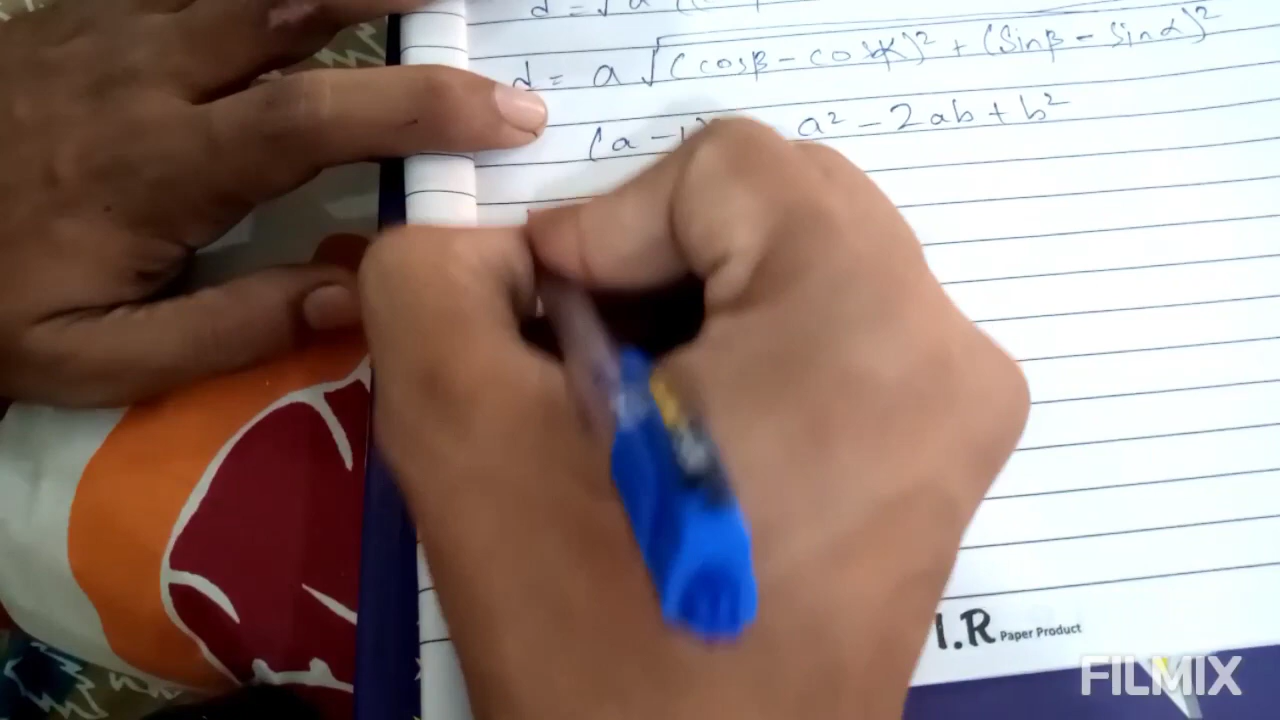 d = √a
d = a √(cosβ - cosα)² + (Sinβ - Sinα)²
(a - a² - 2ab + b²
I.R Paper Product
FILMIX